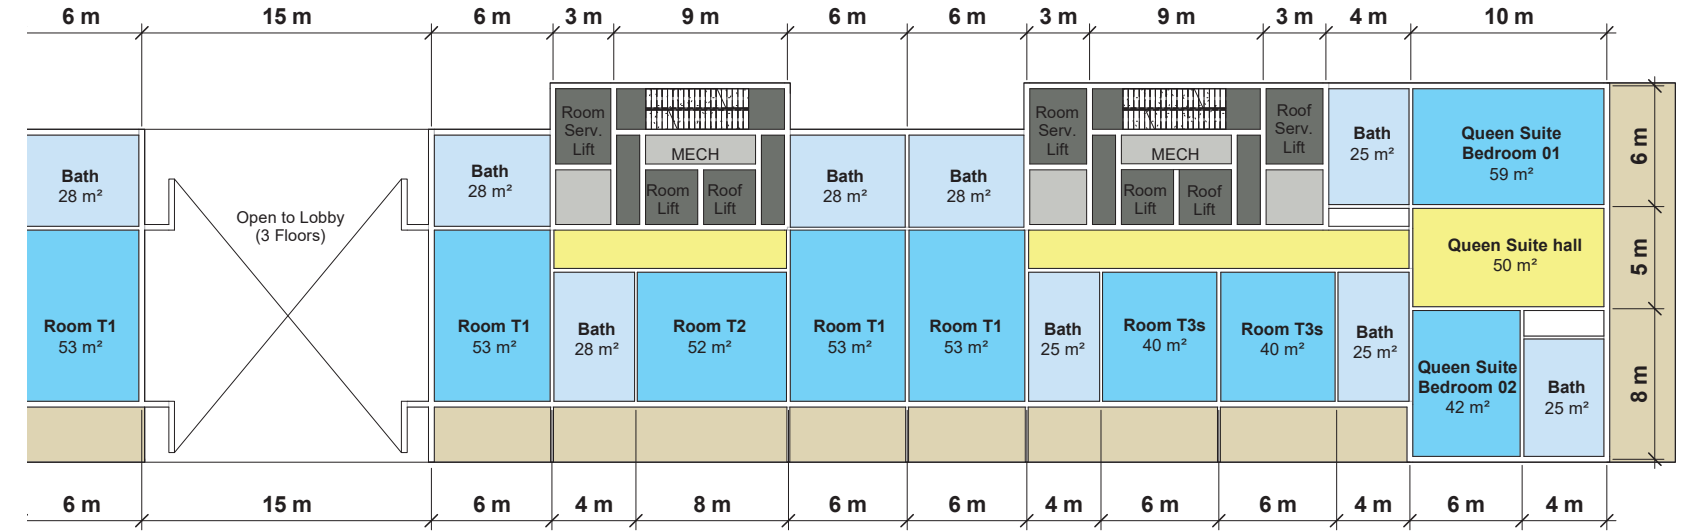 6 m
15 m
6 m
3 m
9 m
6 m
6 m
3 m
9 m
3 m
4 m
10 m
Room
Serv.
Lift
MECH
Room
Lift
Roof
Lift
Room
Serv.
Lift
MECH
Room
Lift
Roof
Lift
Roof
Serv.
Lift
Bath
25 m²
Queen Suite
Bedroom 01
59 m²
6 m
Bath
28 m²
Open to Lobby
(3 Floors)
Bath
28 m²
Bath
28 m²
Bath
28 m²
Queen Suite hall
50 m²
5 m
Room T1
53 m²
Room T1
53 m²
Bath
28 m²
Room T2
52 m²
Room T1
53 m²
Room T1
53 m²
Bath
25 m²
Room T3s
40 m²
Room T3s
40 m²
Bath
25 m²
Queen Suite
Bedroom 02
42 m²
Bath
25 m²
8 m
6 m
15 m
6 m
4 m
8 m
6 m
6 m
4 m
6 m
6 m
4 m
6 m
4 m